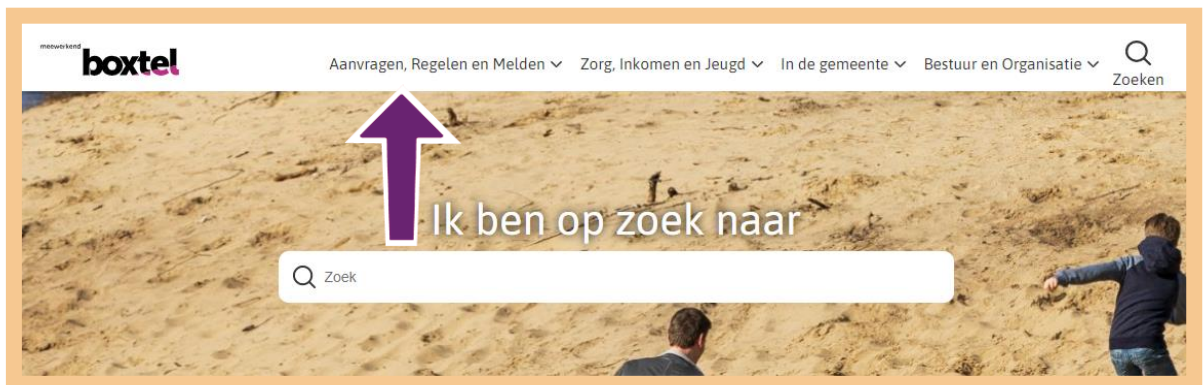 meewerkend
boxtel
Aanvragen, Regelen en Melden Zorg, Inkomen en Jeugd In de gemeente Bestuur en Organisatie
Zoeken
Ik ben op zoek naar
Zoek